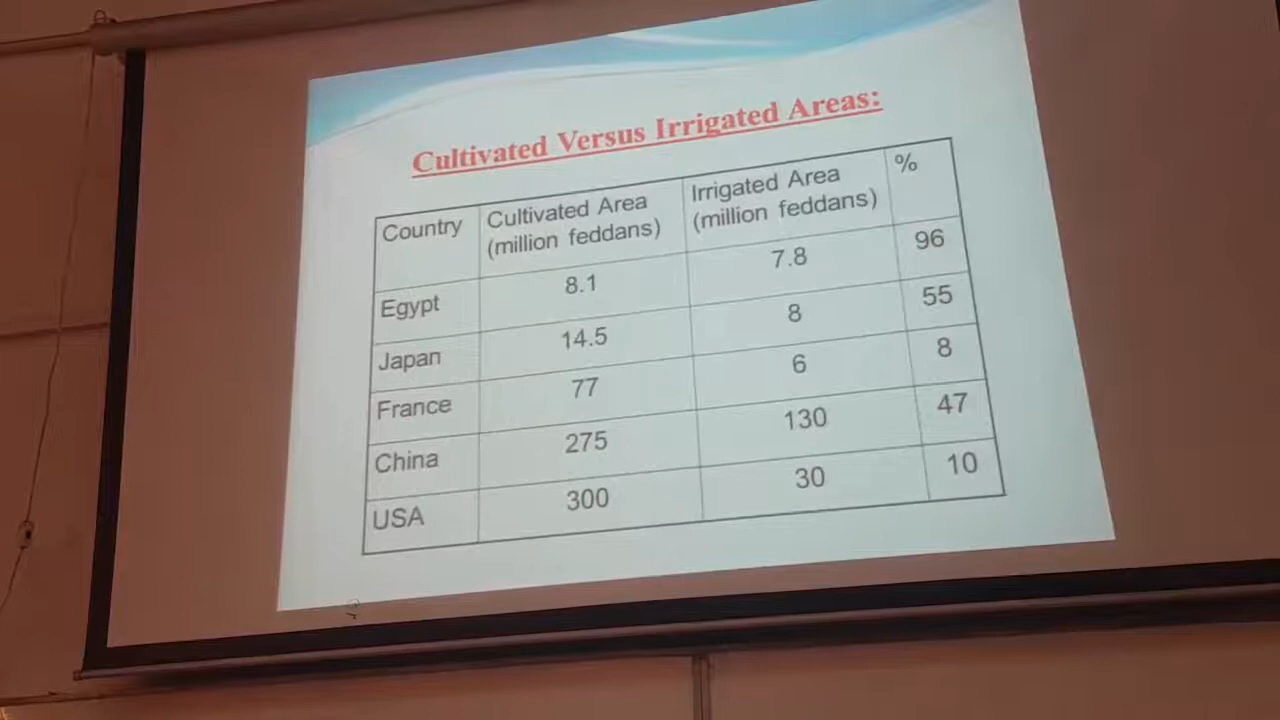 Cultivated Versus Irrigated Areas:
Country Cultivated Area (million feddans) Irrigated Area (million feddans) %
Egypt 8.1 7.8 96
Japan 14.5 8 55
France 77 6 8
China 275 130 47
USA 300 30 10